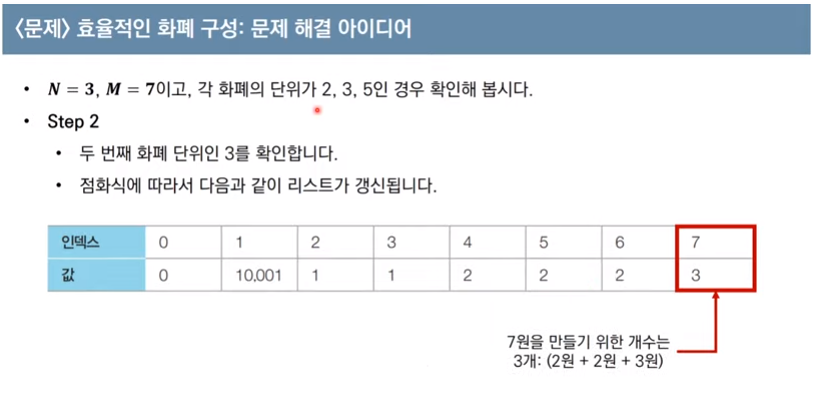 〈문제〉 효율적인 화폐 구성: 문제 해결 아이디어
• N = 3, M = 7이고, 각 화폐의 단위가 2, 3, 5인 경우 확인해 봅시다.
• Step 2
• 두 번째 화폐 단위인 3를 확인합니다.
• 점화식에 따라서 다음과 같이 리스트가 갱신됩니다.
인덱스 0 1 2 3 4 5 6 7
값 0 10,001 1 1 2 2 2 3
7원을 만들기 위한 개수는
3개: (2원 + 2원 + 3원)